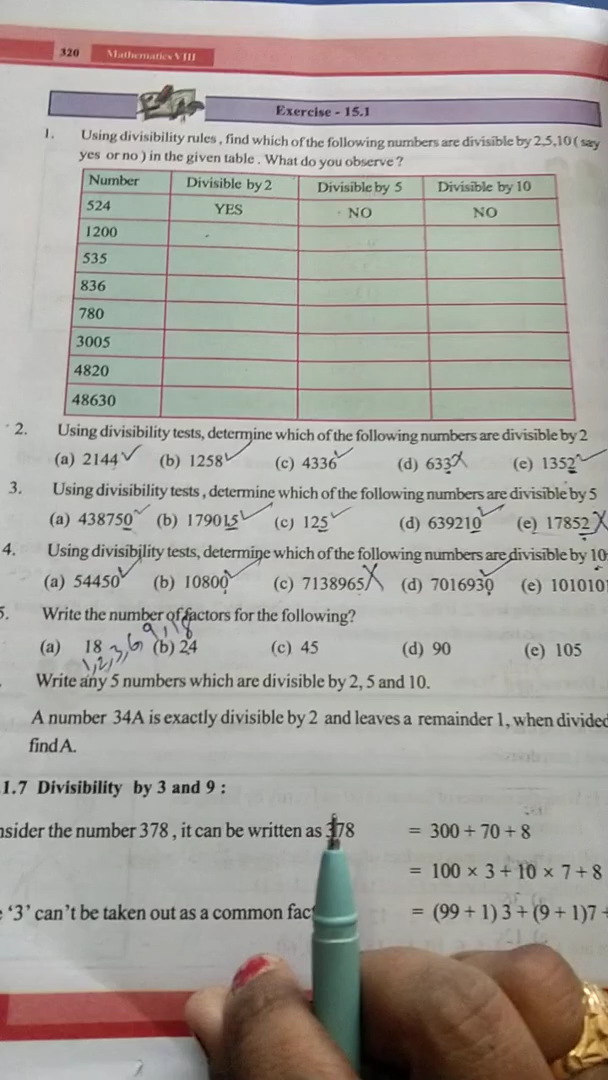 320 Mathematics VIII
Exercise - 15.1
1. Using divisibility rules, find which of the following numbers are divisible by 2,5,10 ( say
yes or no ) in the given table . What do you observe ?
Number Divisible by 2 Divisible by 5 Divisible by 10
524 YES NO NO
1200
535
836
780
3005
4820
48630
2. Using divisibility tests, determine which of the following numbers are divisible by 2
(a) 2144 ✓ (b) 1258 ✓ (c) 4336 ✓ (d) 633 X (e) 1352 ✓
3. Using divisibility tests , determine which of the following numbers are divisible by 5
(a) 438750 ✓ (b) 179015 ✓ (c) 125 ✓ (d) 639210 ✓ (e) 17852 X
4. Using divisibility tests, determine which of the following numbers are divisible by 10
(a) 54450 ✓ (b) 10800 ✓ (c) 7138965 X (d) 7016930 ✓ (e) 101010
5. Write the number of factors for the following?
(a) 18 (b) 24 (c) 45 (d) 90 (e) 105
1,2,3,6,9,18
Write any 5 numbers which are divisible by 2, 5 and 10.
A number 34A is exactly divisible by 2 and leaves a remainder 1, when divided
find A.
1.7 Divisibility by 3 and 9 :
nsider the number 378 , it can be written as 378 = 300 + 70 + 8
= 100 × 3 + 10 × 7 + 8
‘3’ can’t be taken out as a common = (99 + 1) 3 + (9 + 1)7 +